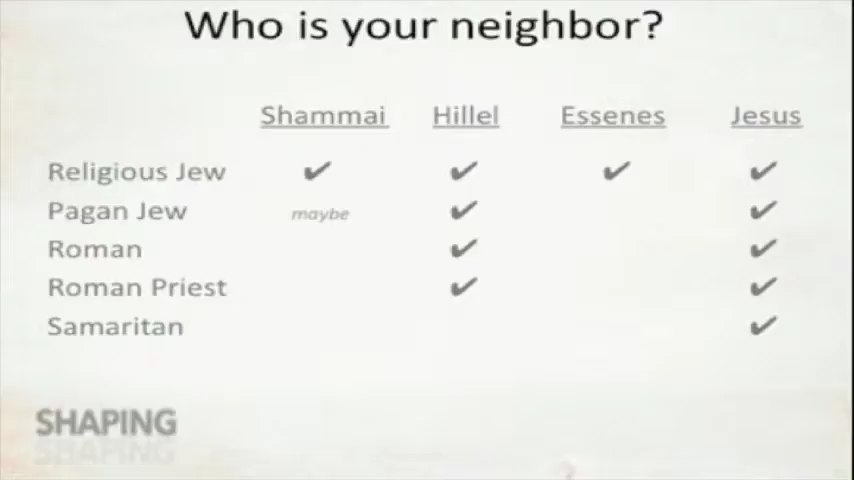 Who is your neighbor?
Shammai Hillel Essenes Jesus
Religious Jew ✔ ✔ ✔ ✔
Pagan Jew maybe ✔ ✔
Roman ✔ ✔
Roman Priest ✔ ✔
Samaritan ✔
SHAPING